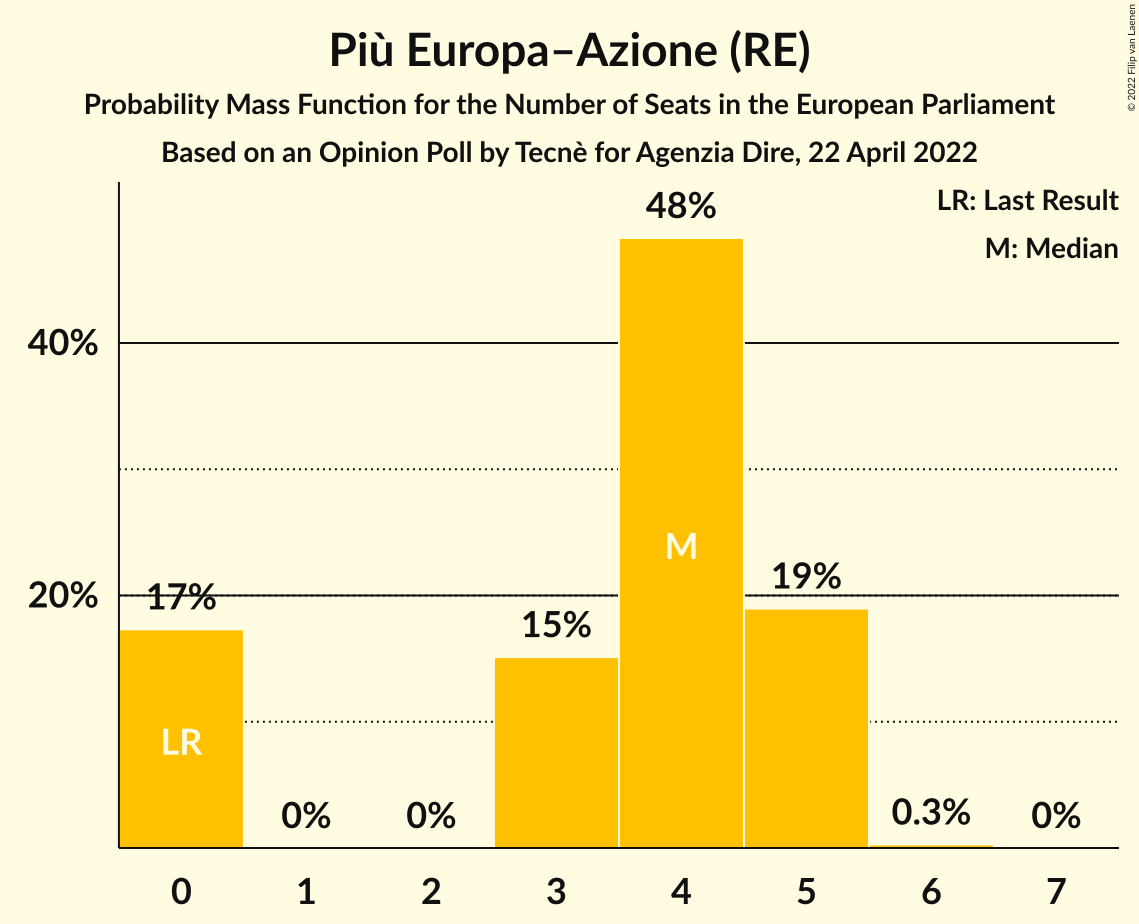 Più Europa–Azione (RE)
Probability Mass Function for the Number of Seats in the European Parliament
Based on an Opinion Poll by Tecnè for Agenzia Dire, 22 April 2022
© 2022 Filip van Laenen
LR: Last Result
M: Median
48%
40%
M
19%
20%
17%
15%
LR
0%
0%
0.3%
0%
0 1 2 3 4 5 6 7